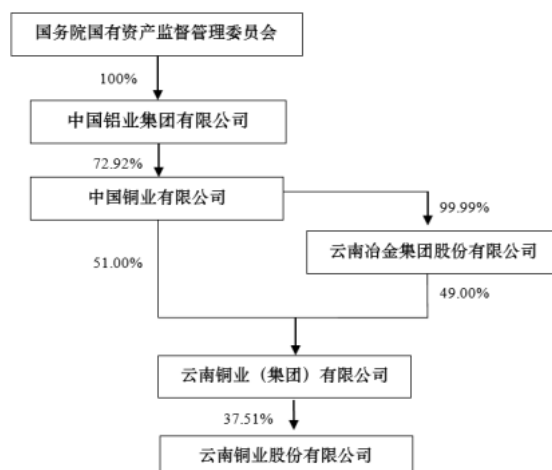 国务院国有资产监督管理委员会
100%
中国铝业集团有限公司
72.92%
中国铜业有限公司
99.99%
云南冶金集团股份有限公司
51.00%
49.00%
云南铜业（集团）有限公司
37.51%
云南铜业股份有限公司